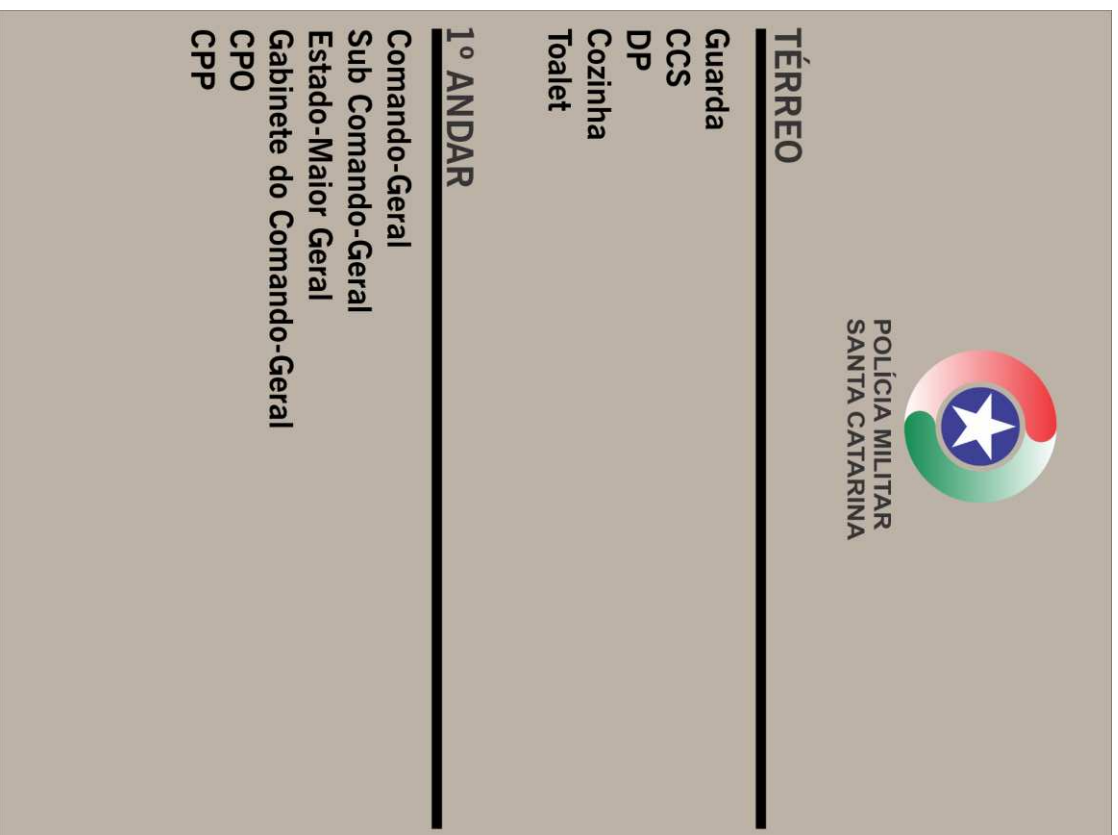 POLÍCIA MILITAR
SANTA CATARINA
TÉRREO
Guarda
CCS
DP
Cozinha
Toalet
1º ANDAR
Comando-Geral
Sub Comando-Geral
Estado-Maior Geral
Gabinete do Comando-Geral
CPO
CPP